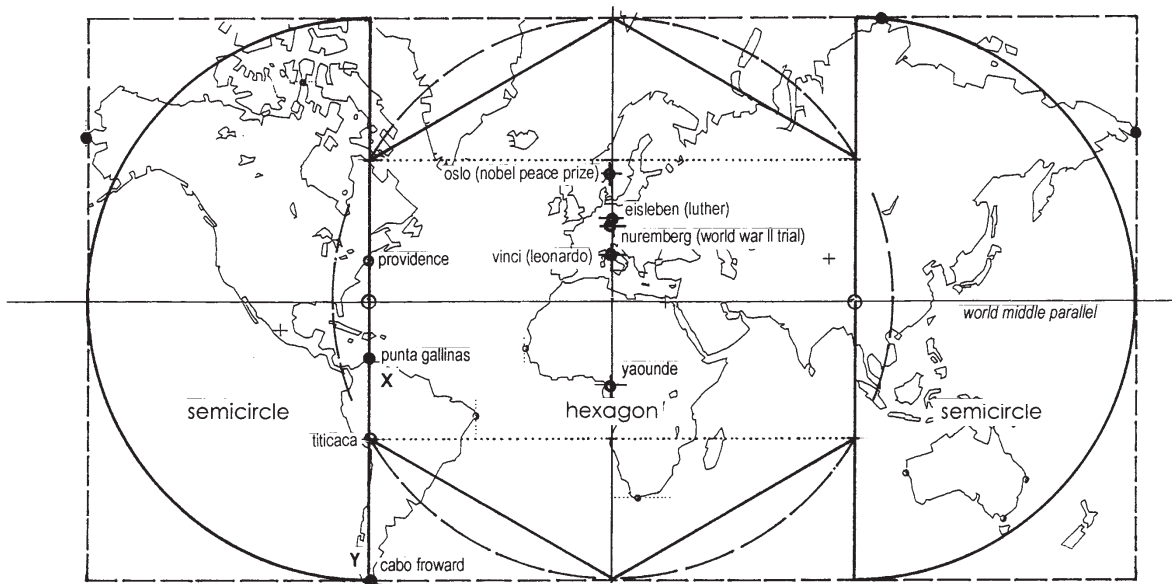 oslo (nobel peace prize)
eisleben (luther)
nuremberg (world war II trial)
vinci (leonardo)
providence
world middle parallel
punta gallinas
X
yaounde
semicircle
hexagon
semicircle
titicaca
Y
cabo froward